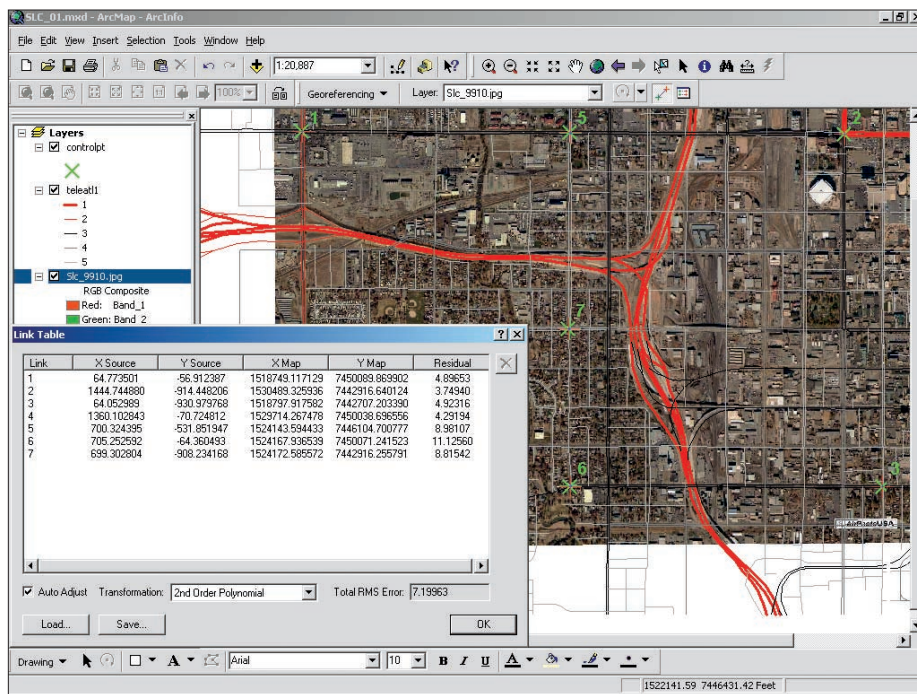 SLC_01.mxd - ArcMap - ArcInfo
File Edit View Insert Selection Tools Window Help
1:20,887
100% Georeferencing Layer: Slc_9910.jpg
Layers
controlpt
teleatl1
1
2
3
4
5
Slc_9910.jpg
RGB Composite
Red: Band_1
Green: Band_2
1 5 2
7
6 3
AirPhotoUSA
Link Table
Link X Source Y Source X Map Y Map Residual
1 64.773501 -56.912387 1518749.117129 7450089.869902 4.89653
2 1444.744880 -914.448206 1530489.325936 7442916.640124 3.74940
3 64.052989 -930.979768 1518797.917582 7442707.203390 4.92316
4 1360.102843 -70.724812 1529714.267478 7450038.696556 4.29194
5 700.324395 -531.851947 1524143.594433 7446104.700777 8.98107
6 705.252592 -64.360493 1524167.936539 7450071.241523 11.12560
7 699.302804 -908.234168 1524172.585572 7442916.255791 8.81542
Auto Adjust Transformation: 2nd Order Polynomial Total RMS Error: 7.19963
Load... Save... OK
Drawing A Arial 10 B I U A
1522141.59 7446431.42 Feet